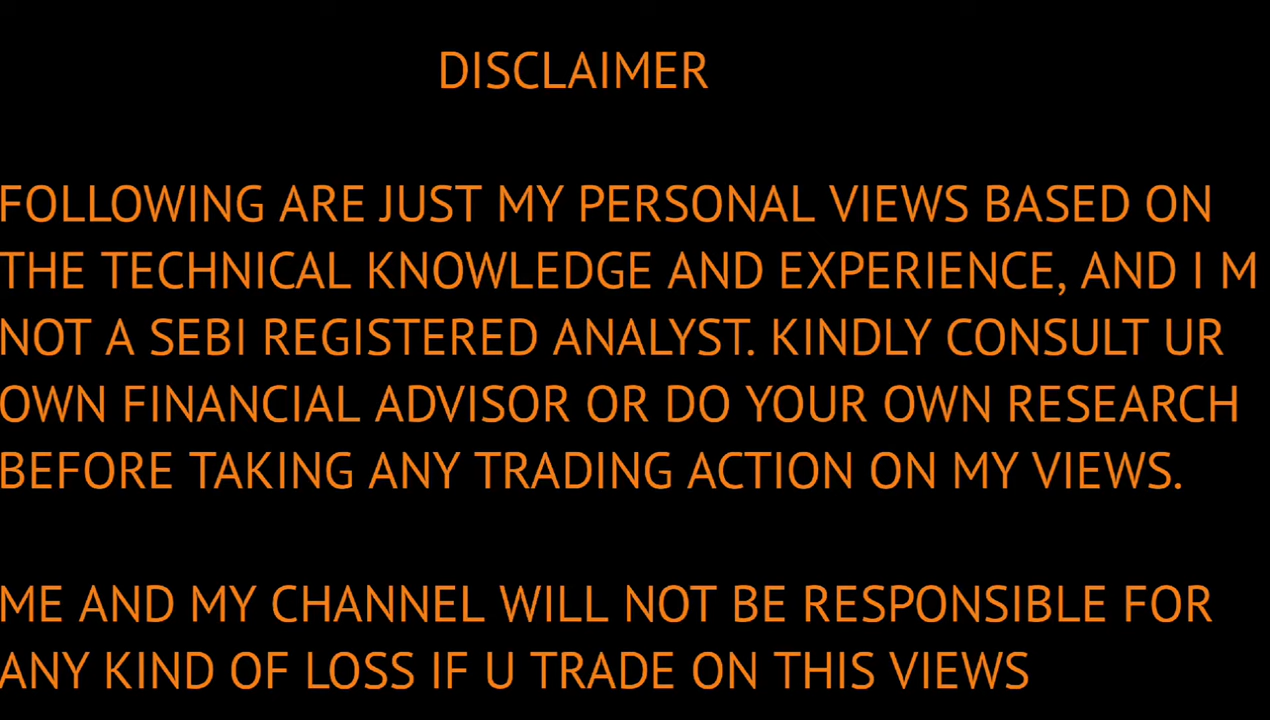 DISCLAIMER
FOLLOWING ARE JUST MY PERSONAL VIEWS BASED ON
THE TECHNICAL KNOWLEDGE AND EXPERIENCE, AND I M
NOT A SEBI REGISTERED ANALYST. KINDLY CONSULT UR
OWN FINANCIAL ADVISOR OR DO YOUR OWN RESEARCH
BEFORE TAKING ANY TRADING ACTION ON MY VIEWS.
ME AND MY CHANNEL WILL NOT BE RESPONSIBLE FOR
ANY KIND OF LOSS IF U TRADE ON THIS VIEWS